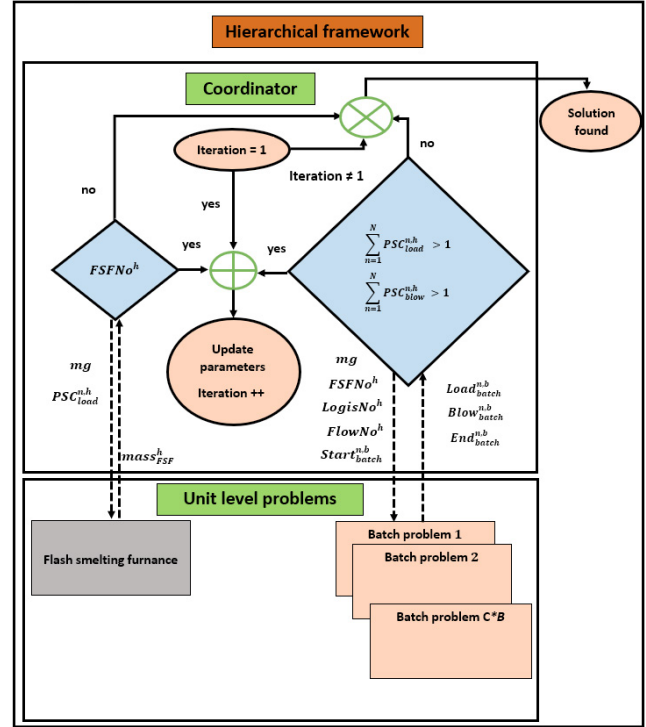 Hierarchical framework
Coordinator
Solution
found
no
Iteration = 1
no
Iteration ≠ 1
yes
yes
yes
FSFNo^h
\sum_{n=1}^{N} PSC_{load}^{n,h} > 1
\sum_{n=1}^{N} PSC_{blow}^{n,h} > 1
Update
parameters
Iteration ++
mg
PSC_{load}^{n,h}
mass_{FSF}^{h}
mg
FSFNo^h
LogisNo^h
FlowNo^h
Start_{batch}^{n,b}
Load_{batch}^{n,b}
Blow_{batch}^{n,b}
End_{batch}^{n,b}
Unit level problems
Flash smelting furnance
Batch problem 1
Batch problem 2
Batch problem C*B